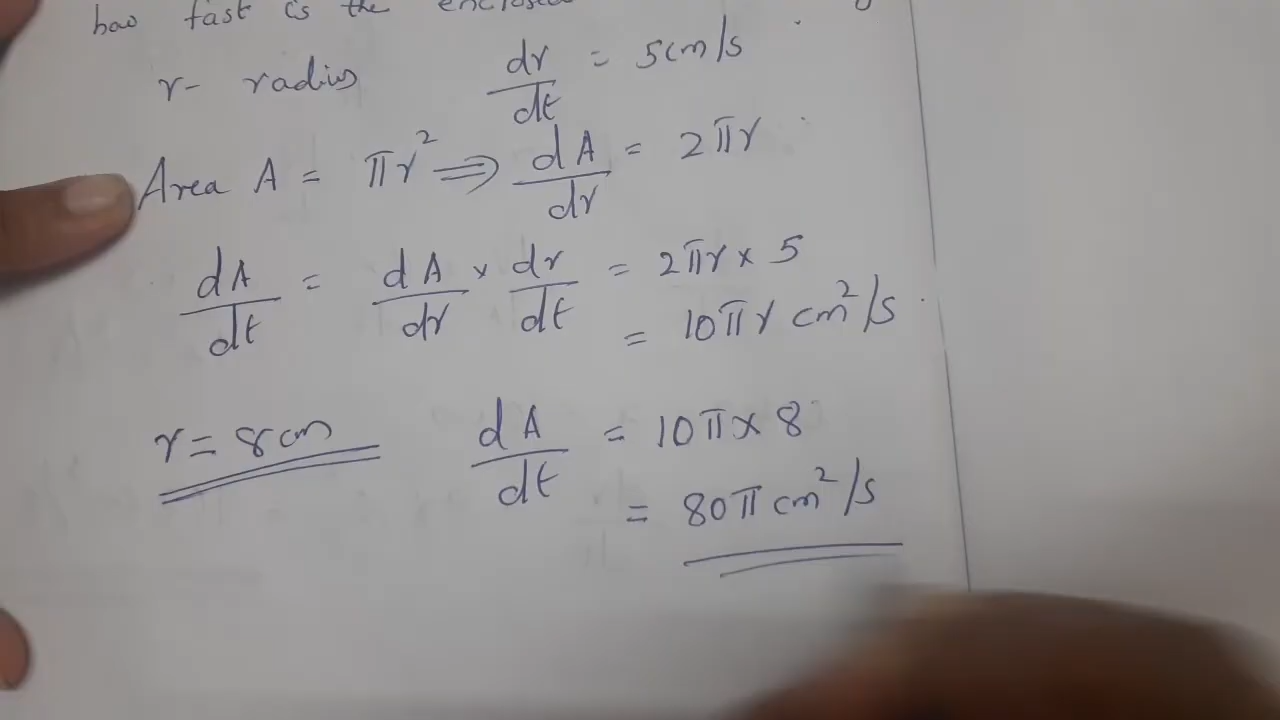 how fast is the enclosed
r- radius dr/dt = 5cm/s
Area A = πr² ⟹ dA/dr = 2πr
dA/dt = dA/dr × dr/dt = 2πr × 5
= 10πr cm²/s
r = 8cm dA/dt = 10π × 8
= 80π cm²/s